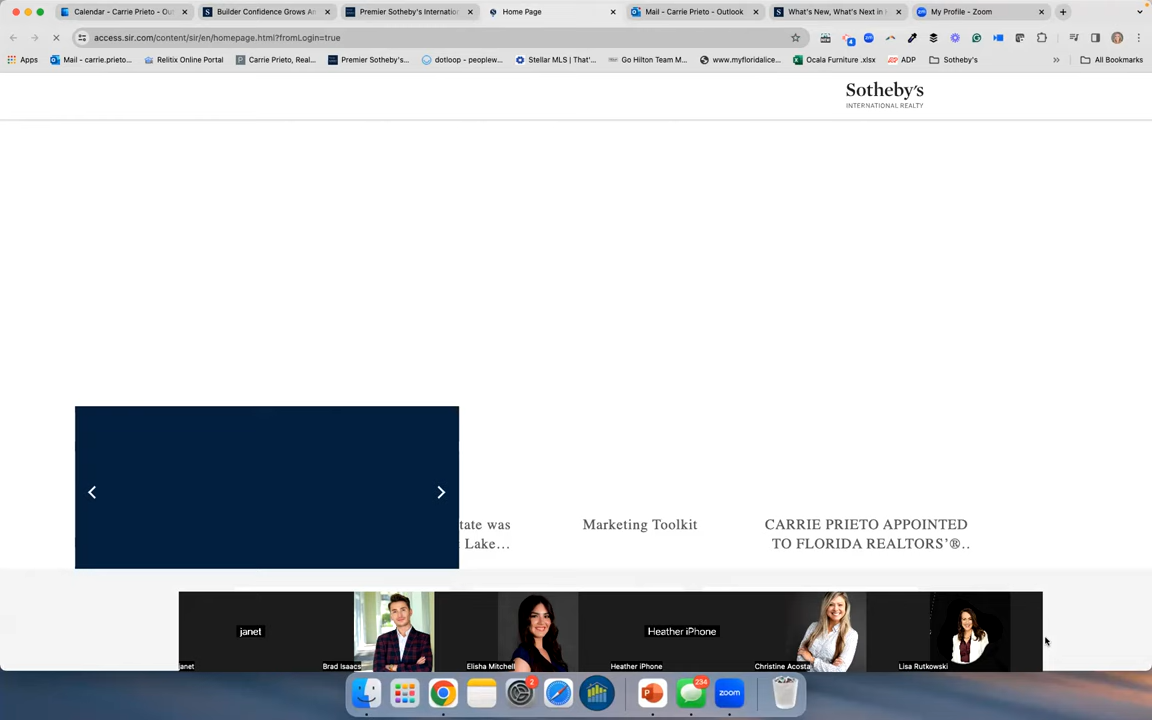 Calendar - Carrie Prieto - Out
Builder Confidence Grows An
Premier Sotheby's Internatio
Home Page
Mail - Carrie Prieto - Outlook
What's New, What's Next in H
My Profile - Zoom
access.sir.com/content/sir/en/homepage.html?fromLogin=true
Apps
Mail - carrie.prieto...
Relitix Online Portal
Carrie Prieto, Real...
Premier Sotheby's...
dotloop - peoplew...
Stellar MLS | That'...
Go Hilton Team M...
www.myfloridalice...
Ocala Furniture .xlsx
ADP
Sotheby's
All Bookmarks
Sotheby's
INTERNATIONAL REALTY
tate was
Lake...
Marketing Toolkit
CARRIE PRIETO APPOINTED
TO FLORIDA REALTORS'®..
janet
Heather iPhone
janet
Brad Isaacs
Elisha Mitchell
Heather iPhone
Christine Acosta
Lisa Rutkowski
2
234
zoom